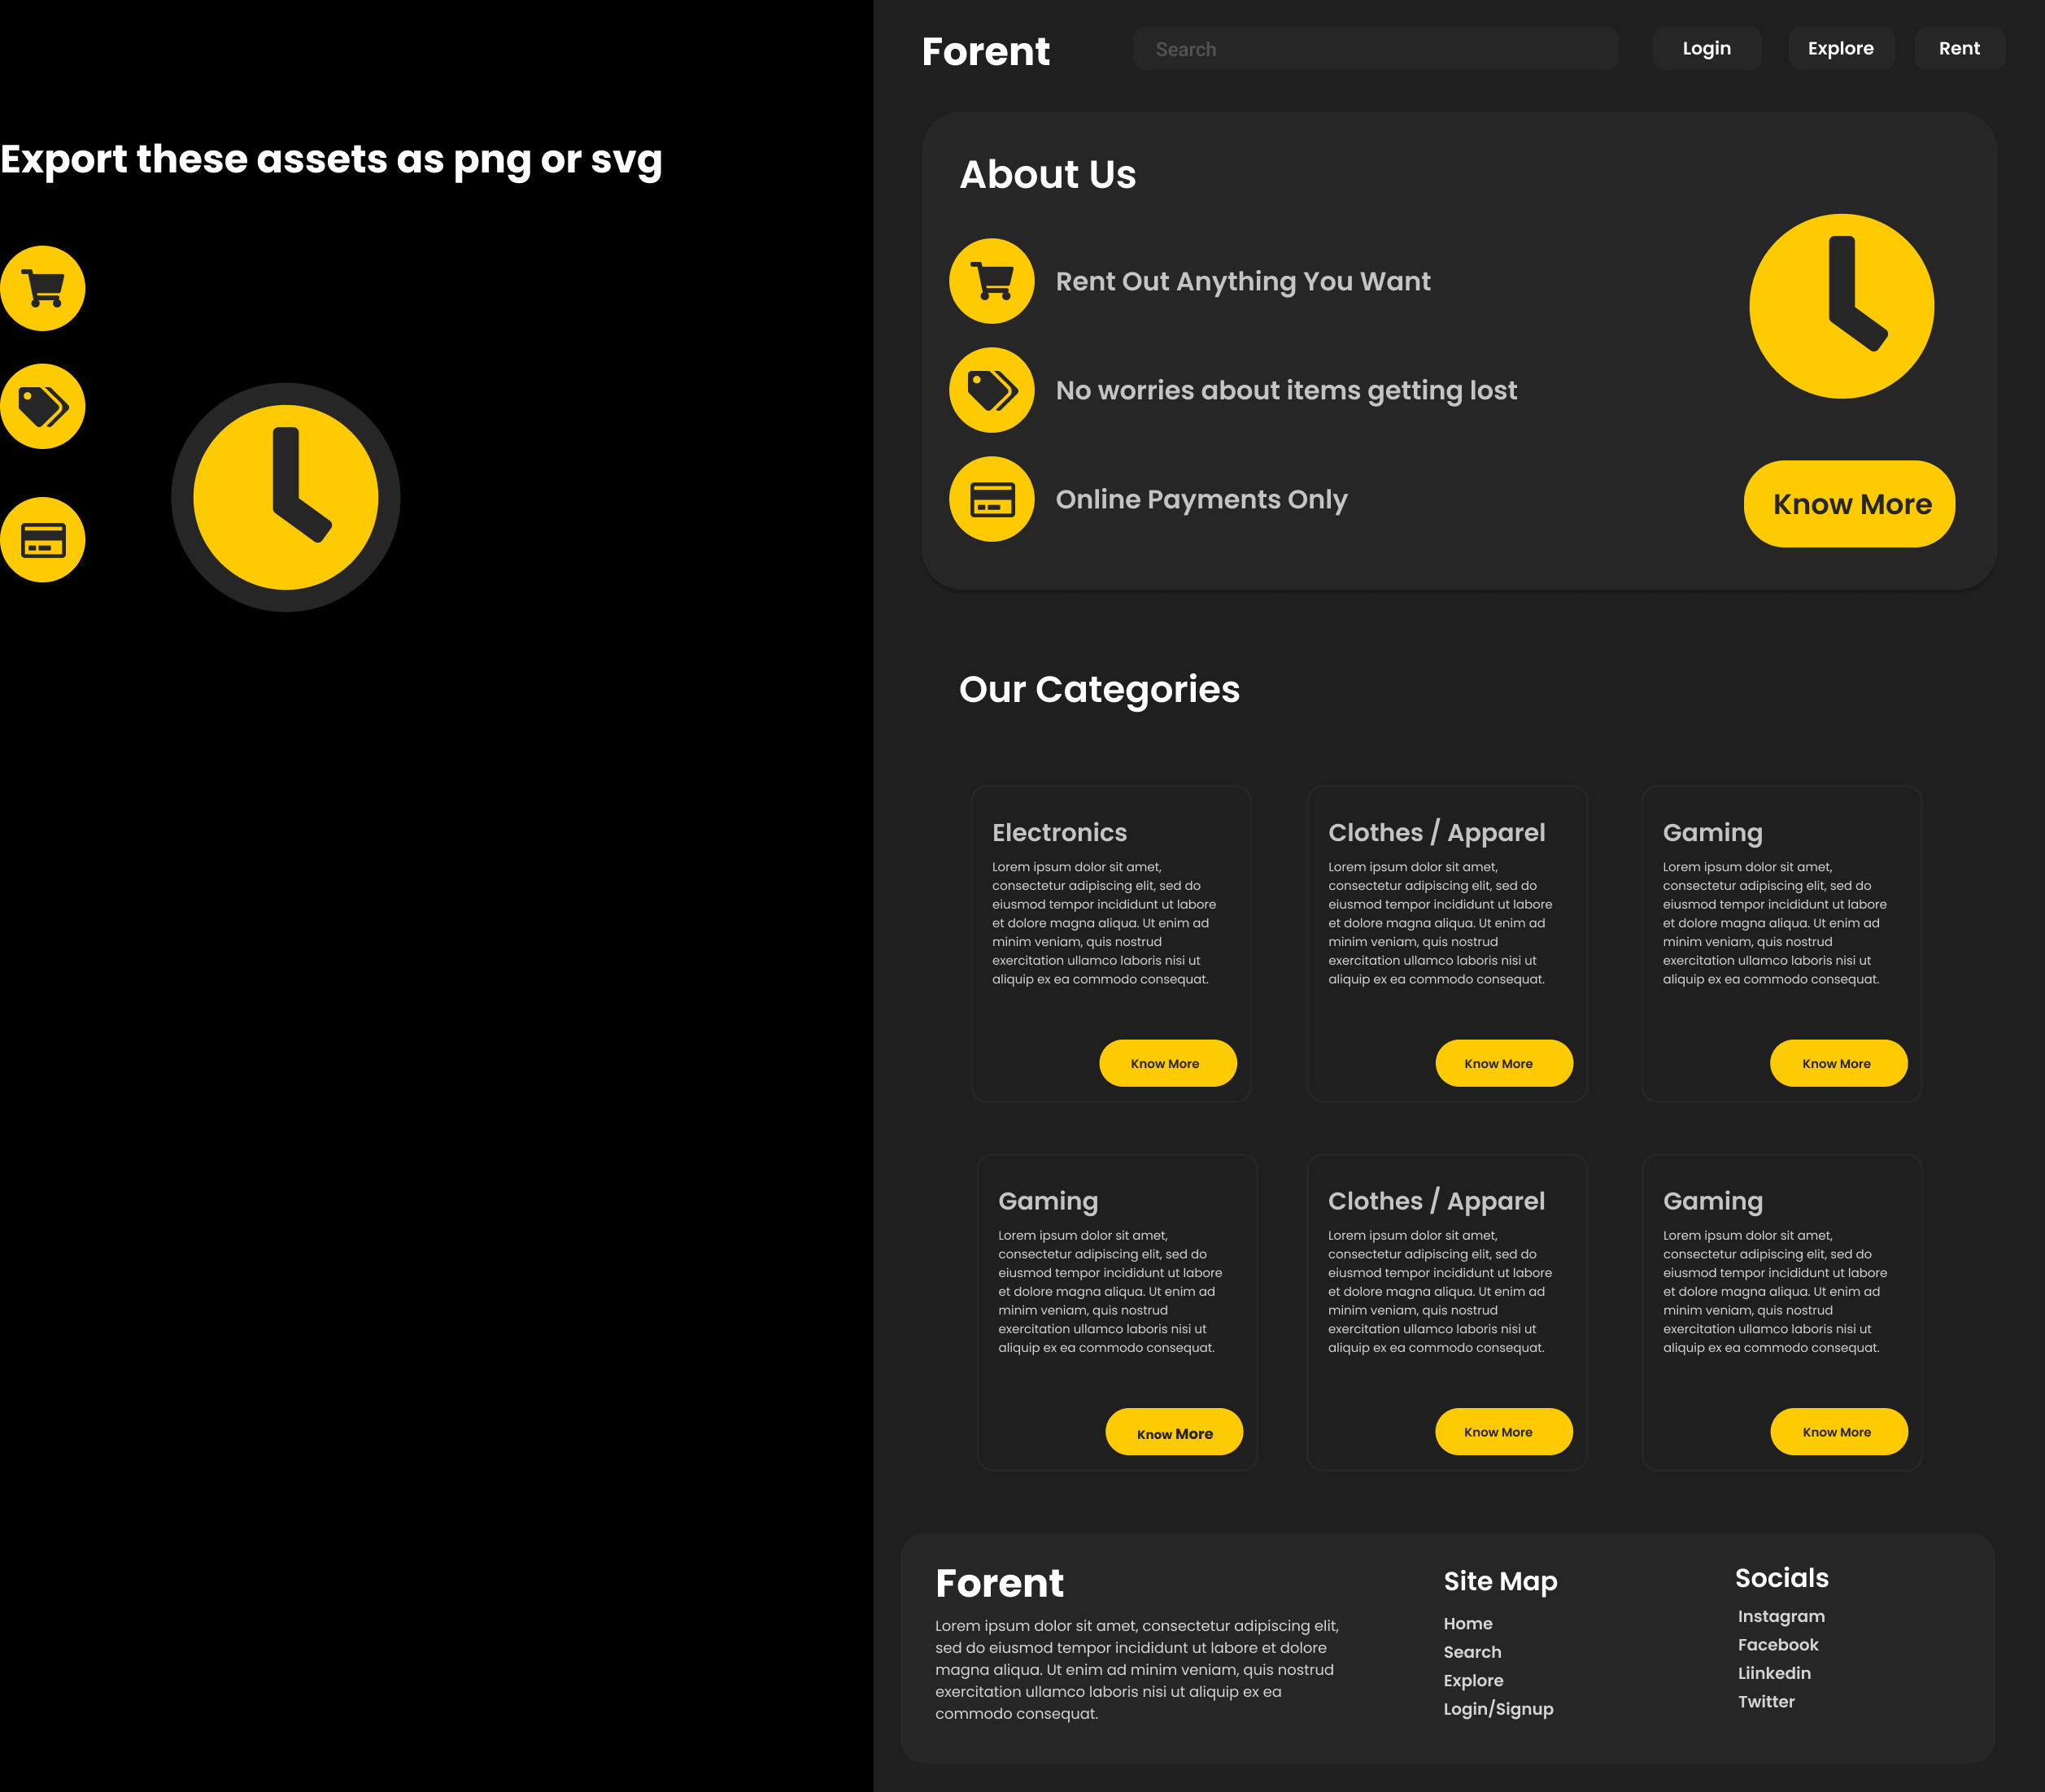 Export these assets as png or svg
Forent
Search
Login
Explore
Rent
About Us
Rent Out Anything You Want
No worries about items getting lost
Online Payments Only
Know More
Our Categories
Electronics
Lorem ipsum dolor sit amet,
consectetur adipiscing elit, sed do
eiusmod tempor incididunt ut labore
et dolore magna aliqua. Ut enim ad
minim veniam, quis nostrud
exercitation ullamco laboris nisi ut
aliquip ex ea commodo consequat.
Know More
Clothes / Apparel
Lorem ipsum dolor sit amet,
consectetur adipiscing elit, sed do
eiusmod tempor incididunt ut labore
et dolore magna aliqua. Ut enim ad
minim veniam, quis nostrud
exercitation ullamco laboris nisi ut
aliquip ex ea commodo consequat.
Know More
Gaming
Lorem ipsum dolor sit amet,
consectetur adipiscing elit, sed do
eiusmod tempor incididunt ut labore
et dolore magna aliqua. Ut enim ad
minim veniam, quis nostrud
exercitation ullamco laboris nisi ut
aliquip ex ea commodo consequat.
Know More
Gaming
Lorem ipsum dolor sit amet,
consectetur adipiscing elit, sed do
eiusmod tempor incididunt ut labore
et dolore magna aliqua. Ut enim ad
minim veniam, quis nostrud
exercitation ullamco laboris nisi ut
aliquip ex ea commodo consequat.
Know More
Clothes / Apparel
Lorem ipsum dolor sit amet,
consectetur adipiscing elit, sed do
eiusmod tempor incididunt ut labore
et dolore magna aliqua. Ut enim ad
minim veniam, quis nostrud
exercitation ullamco laboris nisi ut
aliquip ex ea commodo consequat.
Know More
Gaming
Lorem ipsum dolor sit amet,
consectetur adipiscing elit, sed do
eiusmod tempor incididunt ut labore
et dolore magna aliqua. Ut enim ad
minim veniam, quis nostrud
exercitation ullamco laboris nisi ut
aliquip ex ea commodo consequat.
Know More
Forent
Lorem ipsum dolor sit amet, consectetur adipiscing elit,
sed do eiusmod tempor incididunt ut labore et dolore
magna aliqua. Ut enim ad minim veniam, quis nostrud
exercitation ullamco laboris nisi ut aliquip ex ea
commodo consequat.
Site Map
Home
Search
Explore
Login/Signup
Socials
Instagram
Facebook
Liinkedin
Twitter